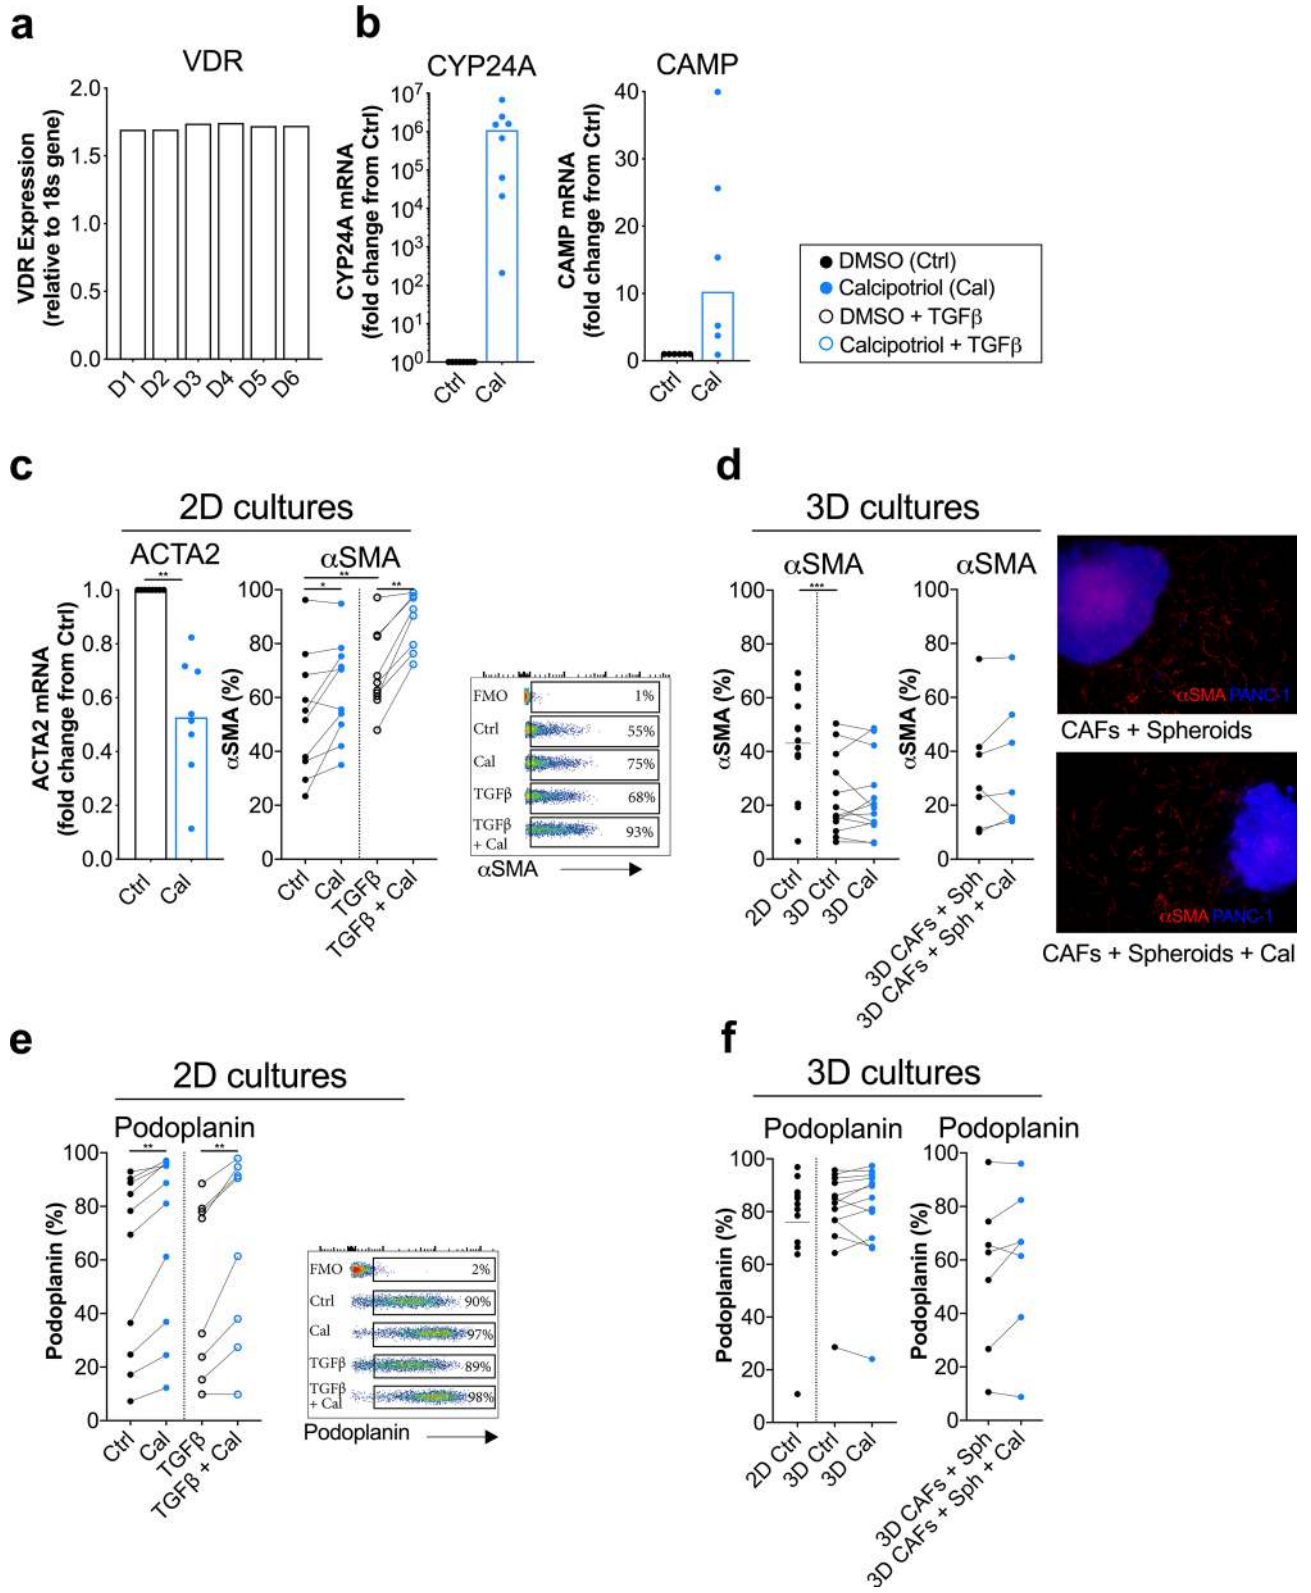 a
VDR
VDR Expression
(relative to 18s gene)
2.0
1.5
1.0
0.5
0.0
D1
D2
D3
D4
D5
D6
b
CYP24A
CYP24A mRNA
(fold change from Ctrl)
10⁷
10⁶
10⁵
10⁴
10³
10²
10¹
10⁰
Ctrl
Cal
CAMP
CAMP mRNA
(fold change from Ctrl)
40
30
20
10
0
Ctrl
Cal
DMSO (Ctrl)
Calcipotriol (Cal)
DMSO + TGFβ
Calcipotriol + TGFβ
c
2D cultures
ACTA2
ACTA2 mRNA
(fold change from Ctrl)
**
1.0
0.8
0.6
0.4
0.2
0.0
Ctrl
Cal
αSMA
αSMA (%)
**
*
**
100
80
60
40
20
0
Ctrl
Cal
TGFβ
TGFβ + Cal
FMO
1%
Ctrl
55%
Cal
75%
TGFβ
68%
TGFβ
+ Cal
93%
αSMA
d
3D cultures
αSMA
αSMA (%)
***
100
80
60
40
20
0
2D Ctrl
3D Ctrl
3D Cal
αSMA
αSMA (%)
100
80
60
40
20
0
3D CAFs + Sph
3D CAFs + Sph + Cal
αSMA PANC-1
CAFs + Spheroids
αSMA PANC-1
CAFs + Spheroids + Cal
e
2D cultures
Podoplanin
Podoplanin (%)
**
**
100
80
60
40
20
0
Ctrl
Cal
TGFβ
TGFβ + Cal
FMO
2%
Ctrl
90%
Cal
97%
TGFβ
89%
TGFβ
+ Cal
98%
Podoplanin
f
3D cultures
Podoplanin
Podoplanin (%)
100
80
60
40
20
0
2D Ctrl
3D Ctrl
3D Cal
Podoplanin
Podoplanin (%)
100
80
60
40
20
0
3D CAFs + Sph
3D CAFs + Sph + Cal